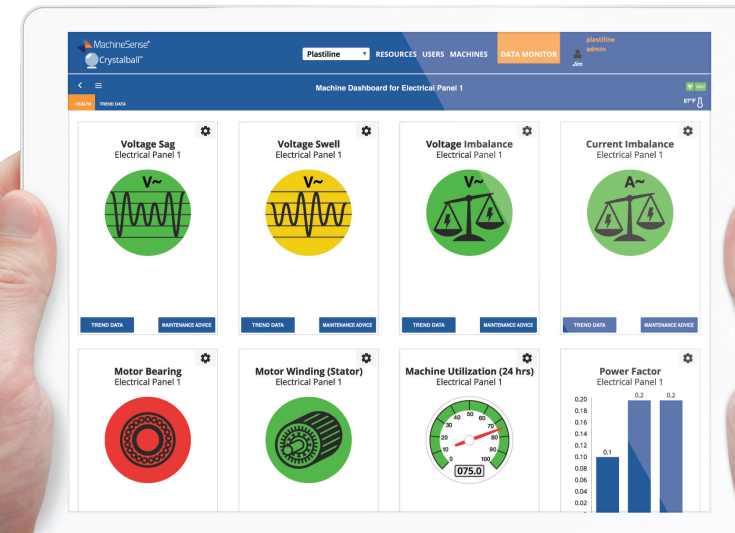 MachineSense®
Crystalball™
Plastiline
RESOURCES USERS MACHINES DATA MONITOR
plastiline
admin
Jim
Machine Dashboard for Electrical Panel 1
HEALTH TREND DATA
87°F
Voltage Sag
Electrical Panel 1
V~
TREND DATA MAINTENANCE ADVICE
Voltage Swell
Electrical Panel 1
V~
TREND DATA MAINTENANCE ADVICE
Voltage Imbalance
Electrical Panel 1
V~
TREND DATA MAINTENANCE ADVICE
Current Imbalance
Electrical Panel 1
A~
TREND DATA MAINTENANCE ADVICE
Motor Bearing
Electrical Panel 1
Motor Winding (Stator)
Electrical Panel 1
Machine Utilization (24 hrs)
Electrical Panel 1
0 10 20 30 40 50 60 70 80 90 100
075.0
Power Factor
Electrical Panel 1
0.20
0.18
0.16
0.14
0.12
0.10
0.08
0.06
0.04
0.02
0.1
0.2
0.2